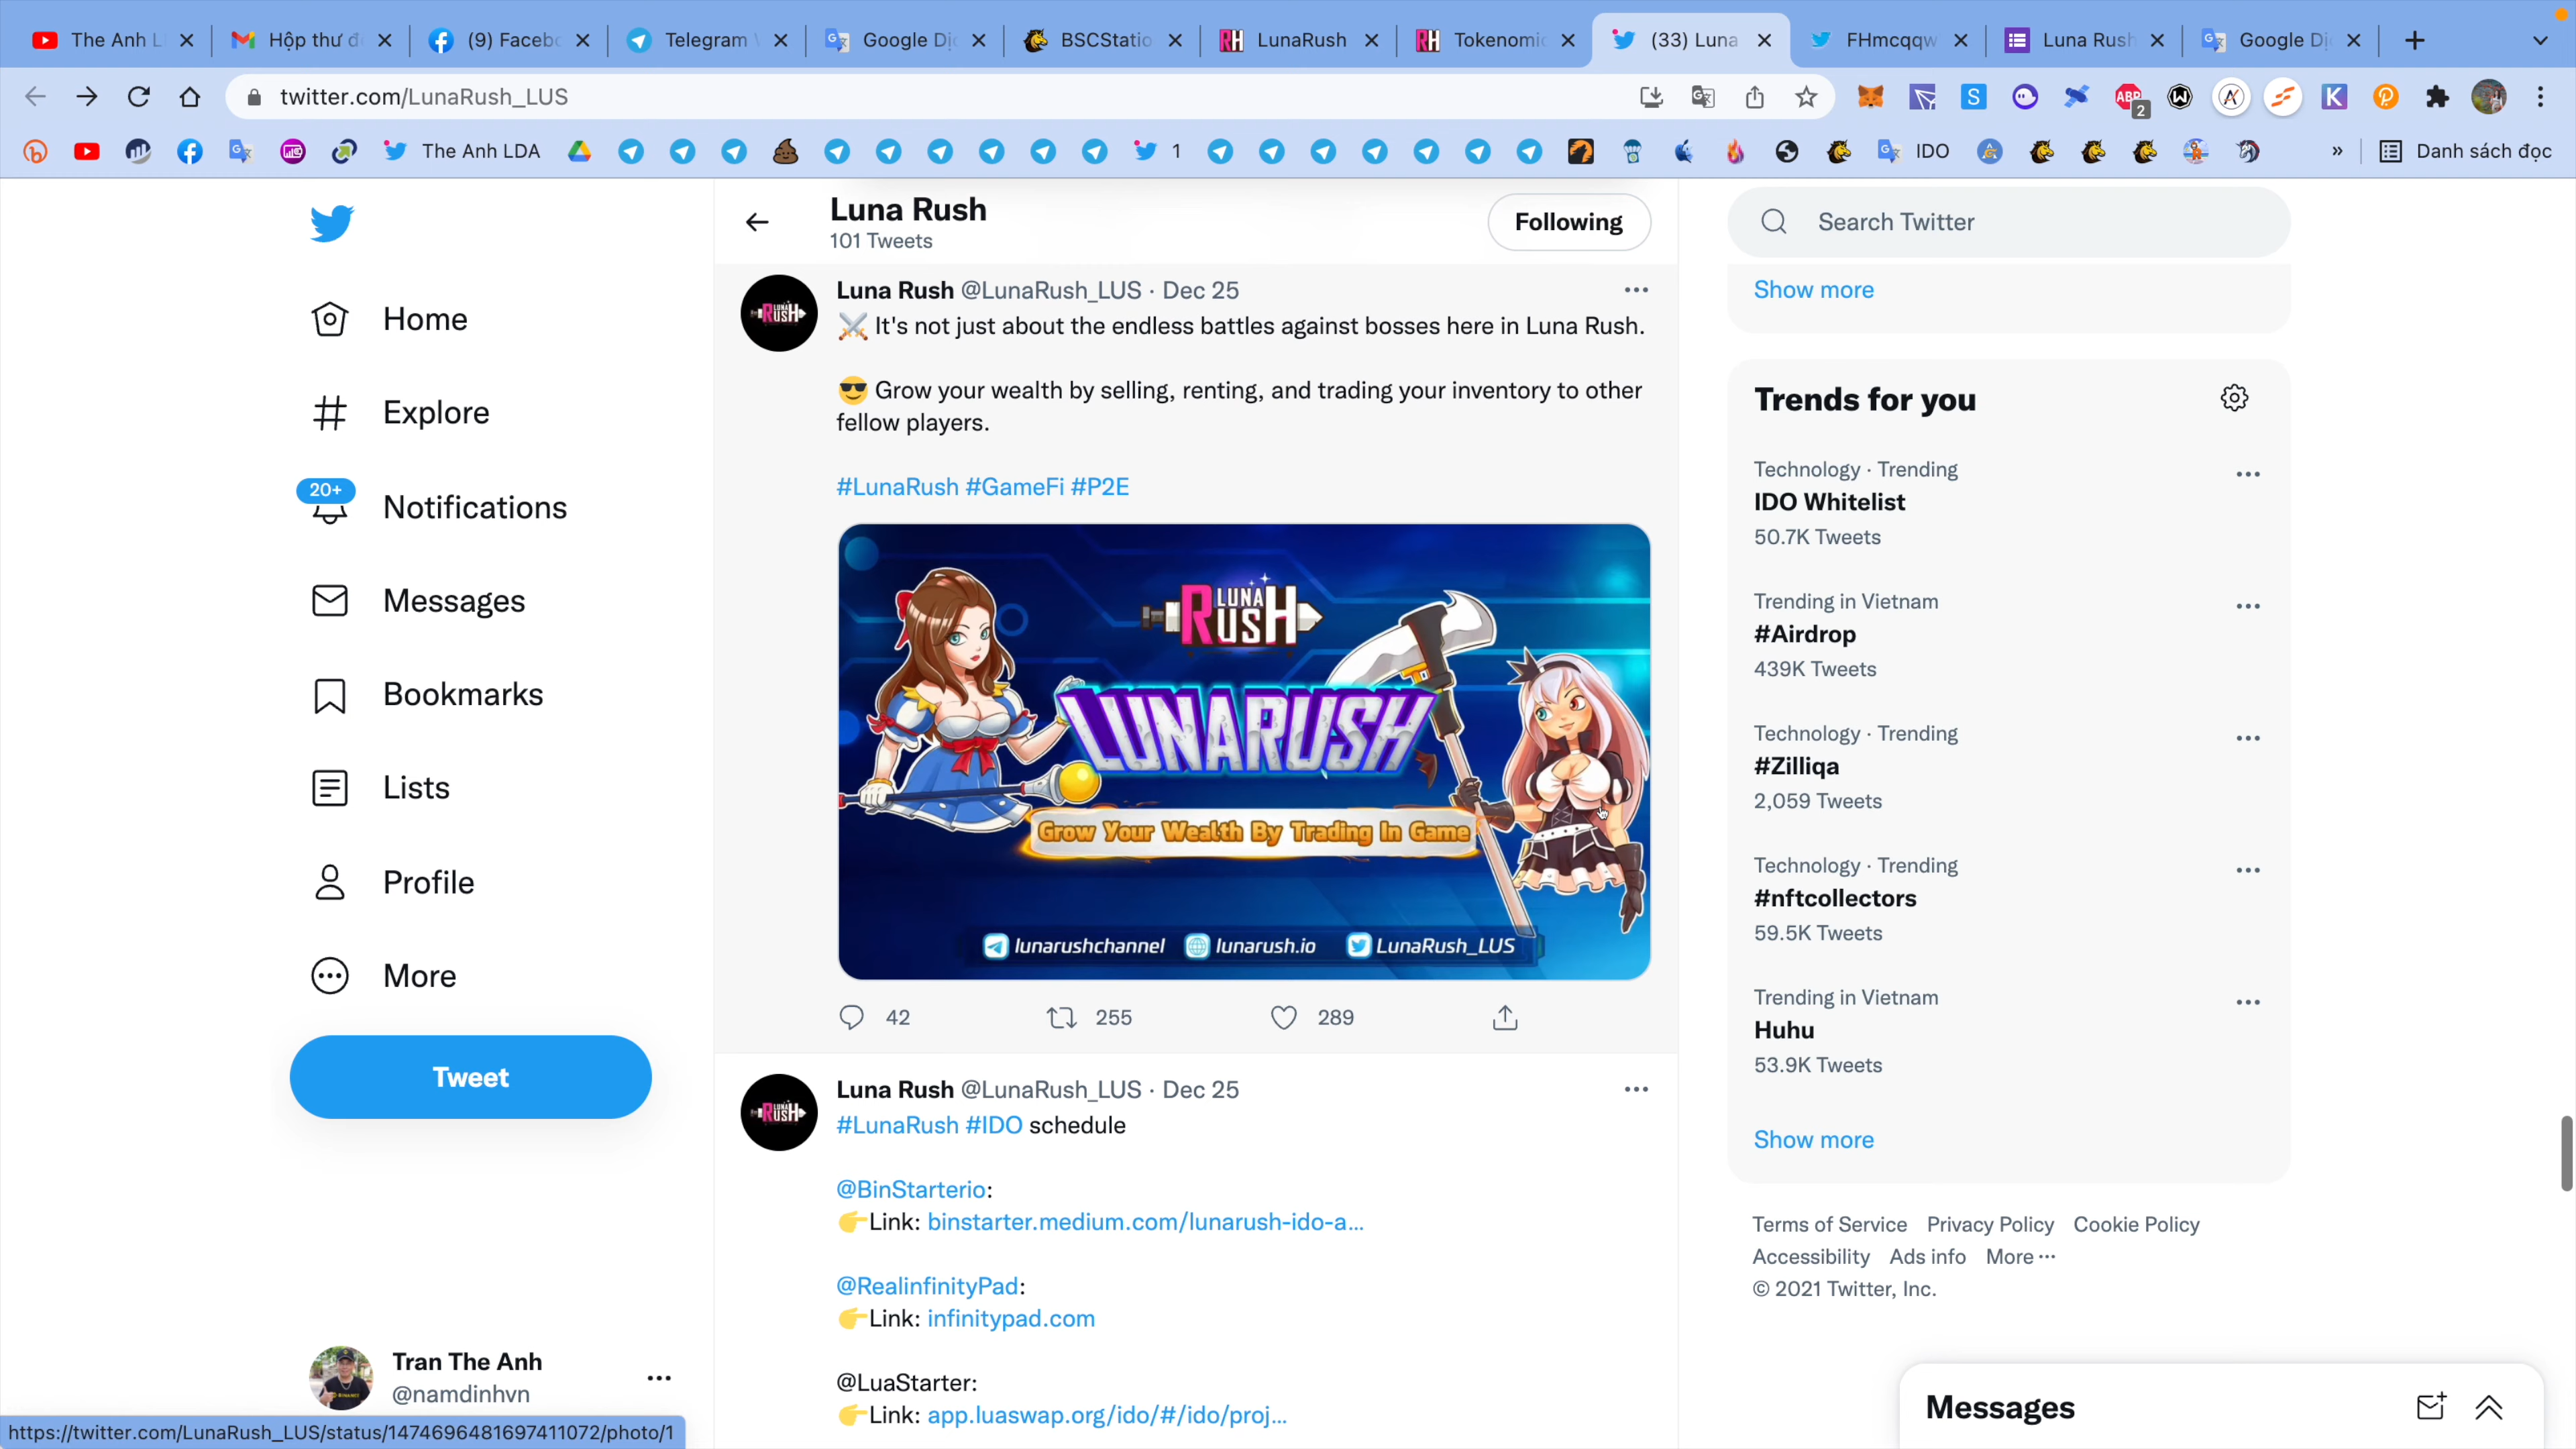 The Anh L
Hộp thư đ
(9) Facebo
Telegram
Google Dịc
BSCStatio
LunaRush
Tokenomic
(33) Luna
FHmcqqw
Luna Rush
Google Dị
twitter.com/LunaRush_LUS
ABP
2
The Anh LDA
1
IDO
»
Danh sách đọc
Luna Rush
101 Tweets
Following
Search Twitter
Home
Explore
20+
Notifications
Messages
Bookmarks
Lists
Profile
More
Tweet
Tran The Anh
@namdinhvn
Luna Rush @LunaRush_LUS · Dec 25
It's not just about the endless battles against bosses here in Luna Rush.
Grow your wealth by selling, renting, and trading your inventory to other
fellow players.
#LunaRush #GameFi #P2E
LUNA
RUSH
LUNARUSH
Grow Your Wealth By Trading In Game
lunarushchannel lunarush.io LunaRush_LUS
42 255 289
Luna Rush @LunaRush_LUS · Dec 25
#LunaRush #IDO schedule
@BinStarterio:
Link: binstarter.medium.com/lunarush-ido-a...
@RealinfinityPad:
Link: infinitypad.com
@LuaStarter:
Link: app.luaswap.org/ido/#/ido/proj...
Show more
Trends for you
Technology · Trending
IDO Whitelist
50.7K Tweets
Trending in Vietnam
#Airdrop
439K Tweets
Technology · Trending
#Zilliqa
2,059 Tweets
Technology · Trending
#nftcollectors
59.5K Tweets
Trending in Vietnam
Huhu
53.9K Tweets
Show more
Terms of Service Privacy Policy Cookie Policy
Accessibility Ads info More ···
© 2021 Twitter, Inc.
Messages
https://twitter.com/LunaRush_LUS/status/1474696481697411072/photo/1